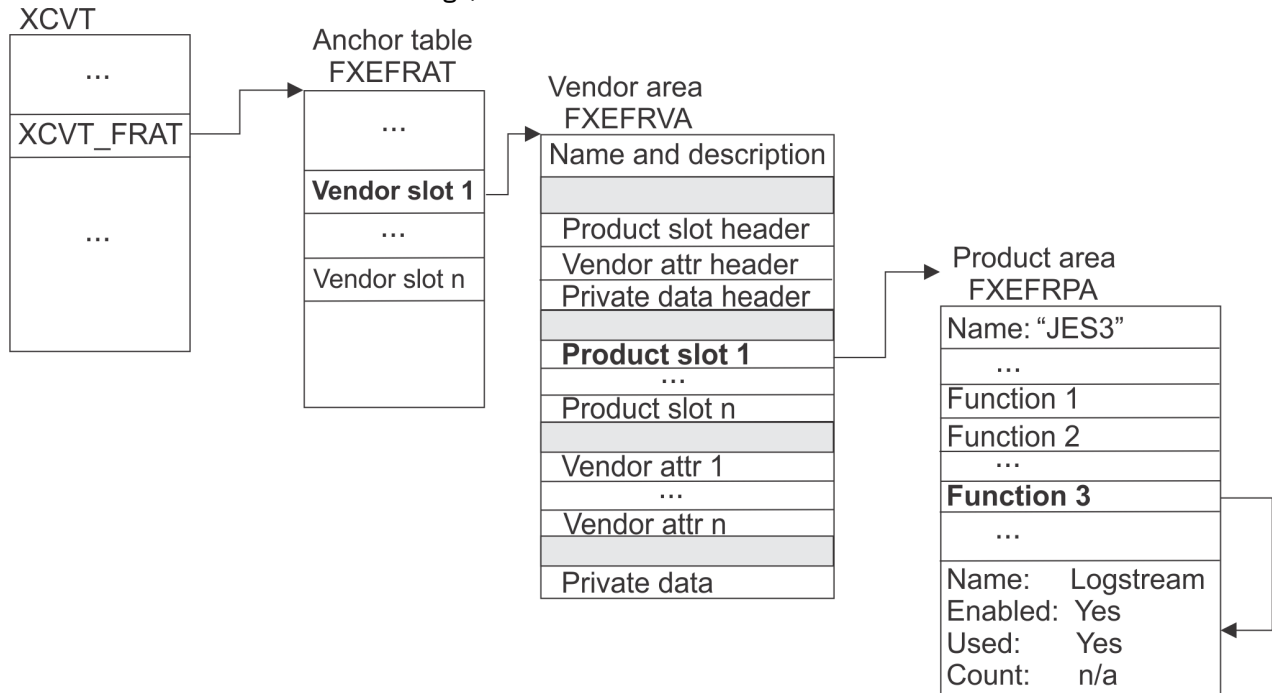 XCVT
...
XCVT_FRAT
...
Anchor table
FXEFRAT
...
Vendor slot 1
...
Vendor slot n
Vendor area
FXEFRVA
Name and description
Product slot header
Vendor attr header
Private data header
Product slot 1
...
Product slot n
Vendor attr 1
...
Vendor attr n
Private data
Product area
FXEFRPA
Name: “JES3”
...
Function 1
Function 2
...
Function 3
...
Name: Logstream
Enabled: Yes
Used: Yes
Count: n/a